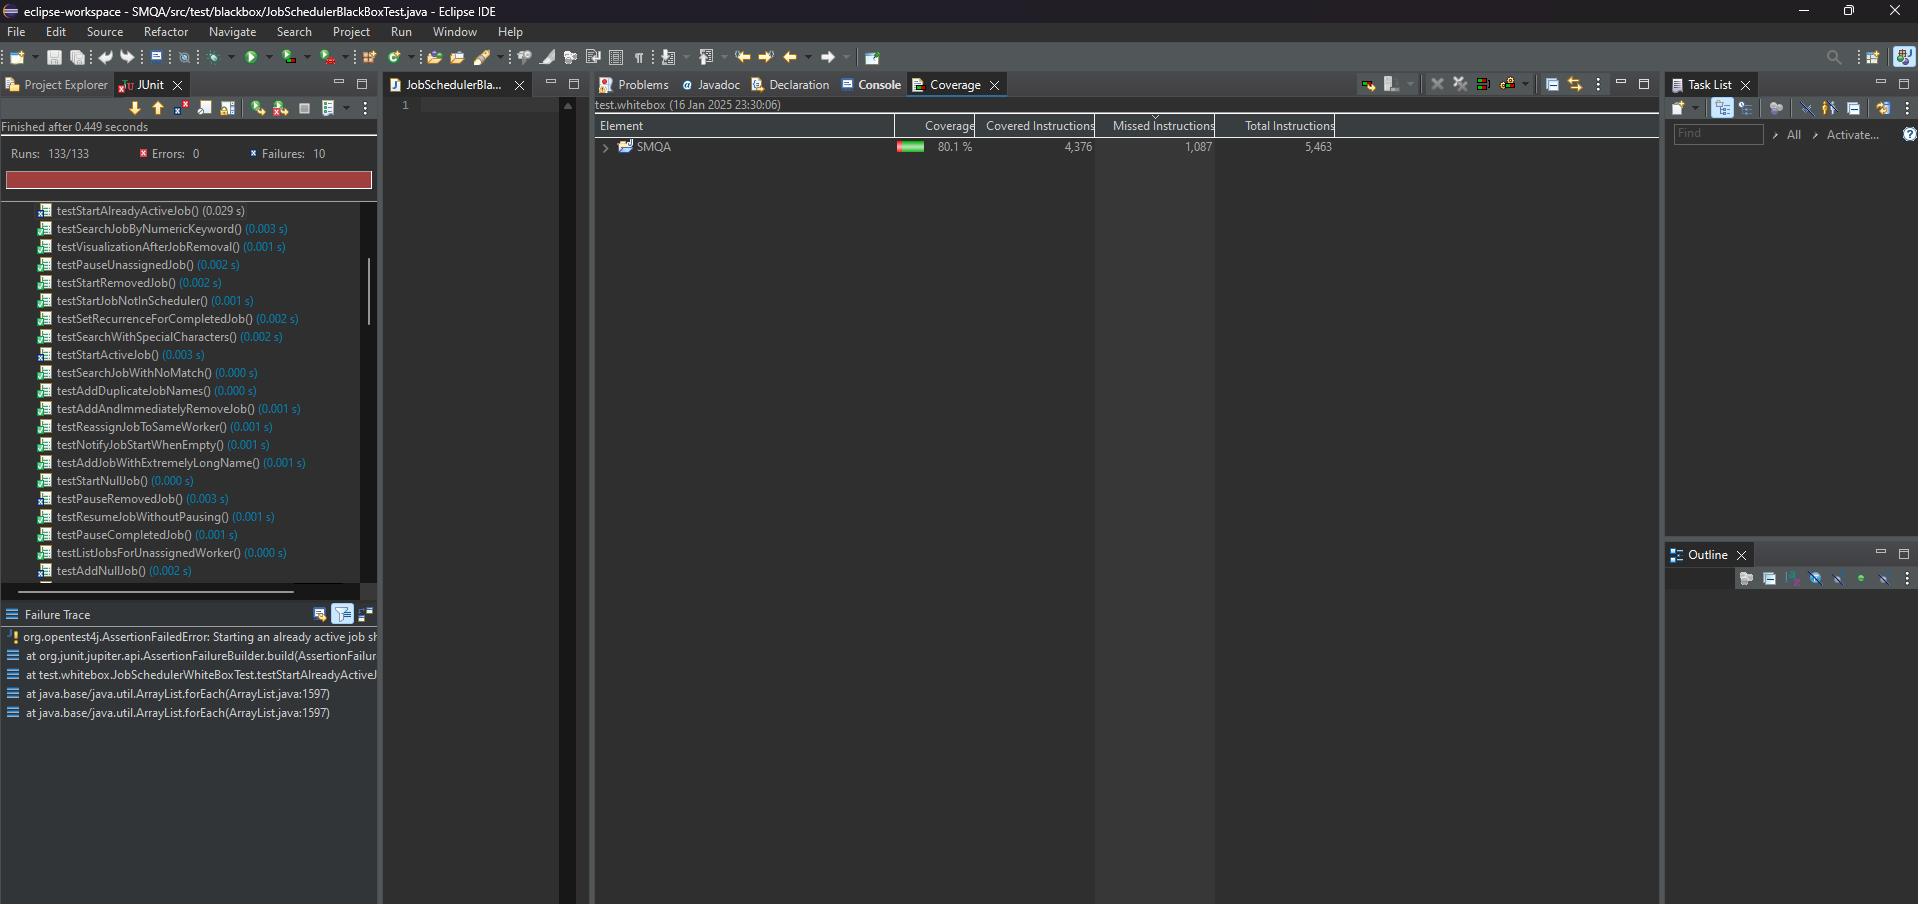 eclipse-workspace - SMQA/src/test/blackbox/JobSchedulerBlackBoxTest.java - Eclipse IDE
File Edit Source Refactor Navigate Search Project Run Window Help
Project Explorer JUnit
Finished after 0.449 seconds
Runs: 133/133 Errors: 0 Failures: 10
testStartAlreadyActiveJob() (0.029 s)
testSearchJobByNumericKeyword() (0.003 s)
testVisualizationAfterJobRemoval() (0.001 s)
testPauseUnassignedJob() (0.002 s)
testStartRemovedJob() (0.002 s)
testStartJobNotInScheduler() (0.001 s)
testSetRecurrenceForCompletedJob() (0.002 s)
testSearchWithSpecialCharacters() (0.002 s)
testStartActiveJob() (0.003 s)
testSearchJobWithNoMatch() (0.000 s)
testAddDuplicateJobNames() (0.000 s)
testAddAndImmediatelyRemoveJob() (0.001 s)
testReassignJobToSameWorker() (0.001 s)
testNotifyJobStartWhenEmpty() (0.001 s)
testAddJobWithExtremelyLongName() (0.001 s)
testStartNullJob() (0.000 s)
testPauseRemovedJob() (0.003 s)
testResumeJobWithoutPausing() (0.001 s)
testPauseCompletedJob() (0.001 s)
testListJobsForUnassignedWorker() (0.000 s)
testAddNullJob() (0.002 s)
Failure Trace
org.opentest4j.AssertionFailedError: Starting an already active job sh
at org.junit.jupiter.api.AssertionFailureBuilder.build(AssertionFailur
at test.whitebox.JobSchedulerWhiteBoxTest.testStartAlreadyActiveJ
at java.base/java.util.ArrayList.forEach(ArrayList.java:1597)
at java.base/java.util.ArrayList.forEach(ArrayList.java:1597)
JobSchedulerBla...
1
Problems Javadoc Declaration Console Coverage
test.whitebox (16 Jan 2025 23:30:06)
Element Coverage Covered Instructions Missed Instructions Total Instructions
SMQA 80.1 % 4,376 1,087 5,463
Task List
Find All Activate...
Outline